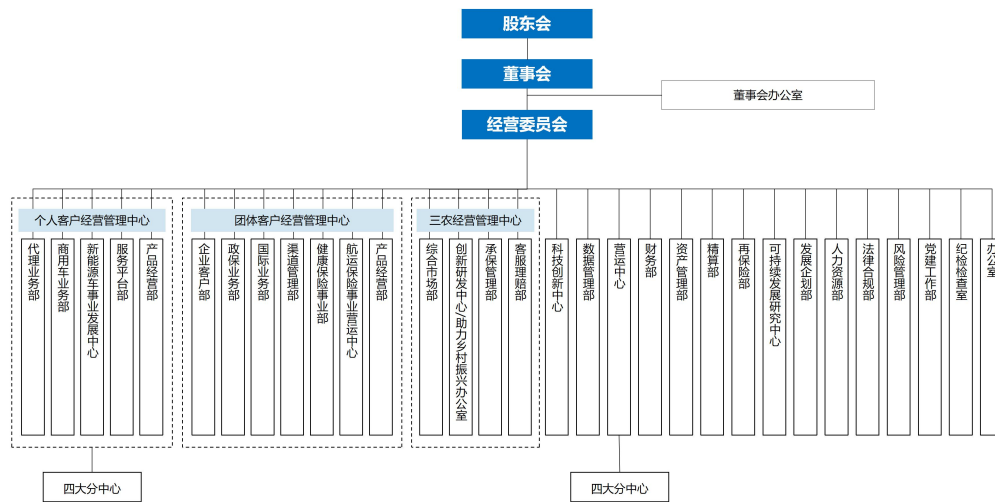 股东会
董事会
董事会办公室
经营委员会
个人客户经营管理中心
团体客户经营管理中心
三农经营管理中心
代理业务部
商用车业务部
新能源车事业发展中心
服务平台部
产品经营部
企业客户部
政保业务部
国际业务部
渠道管理部
健康保险事业部
航运保险事业营运中心
产品经营部
综合市场部
创新研发中心/助力乡村振兴办公室
承保管理部
客服理赔部
科技创新中心
数据管理部
营运中心
财务部
资产管理部
精算部
再保险部
可持续发展研究中心
发展企划部
人力资源部
法律合规部
风险管理部
党建工作部
纪检检查室
办公室
四大分中心
四大分中心